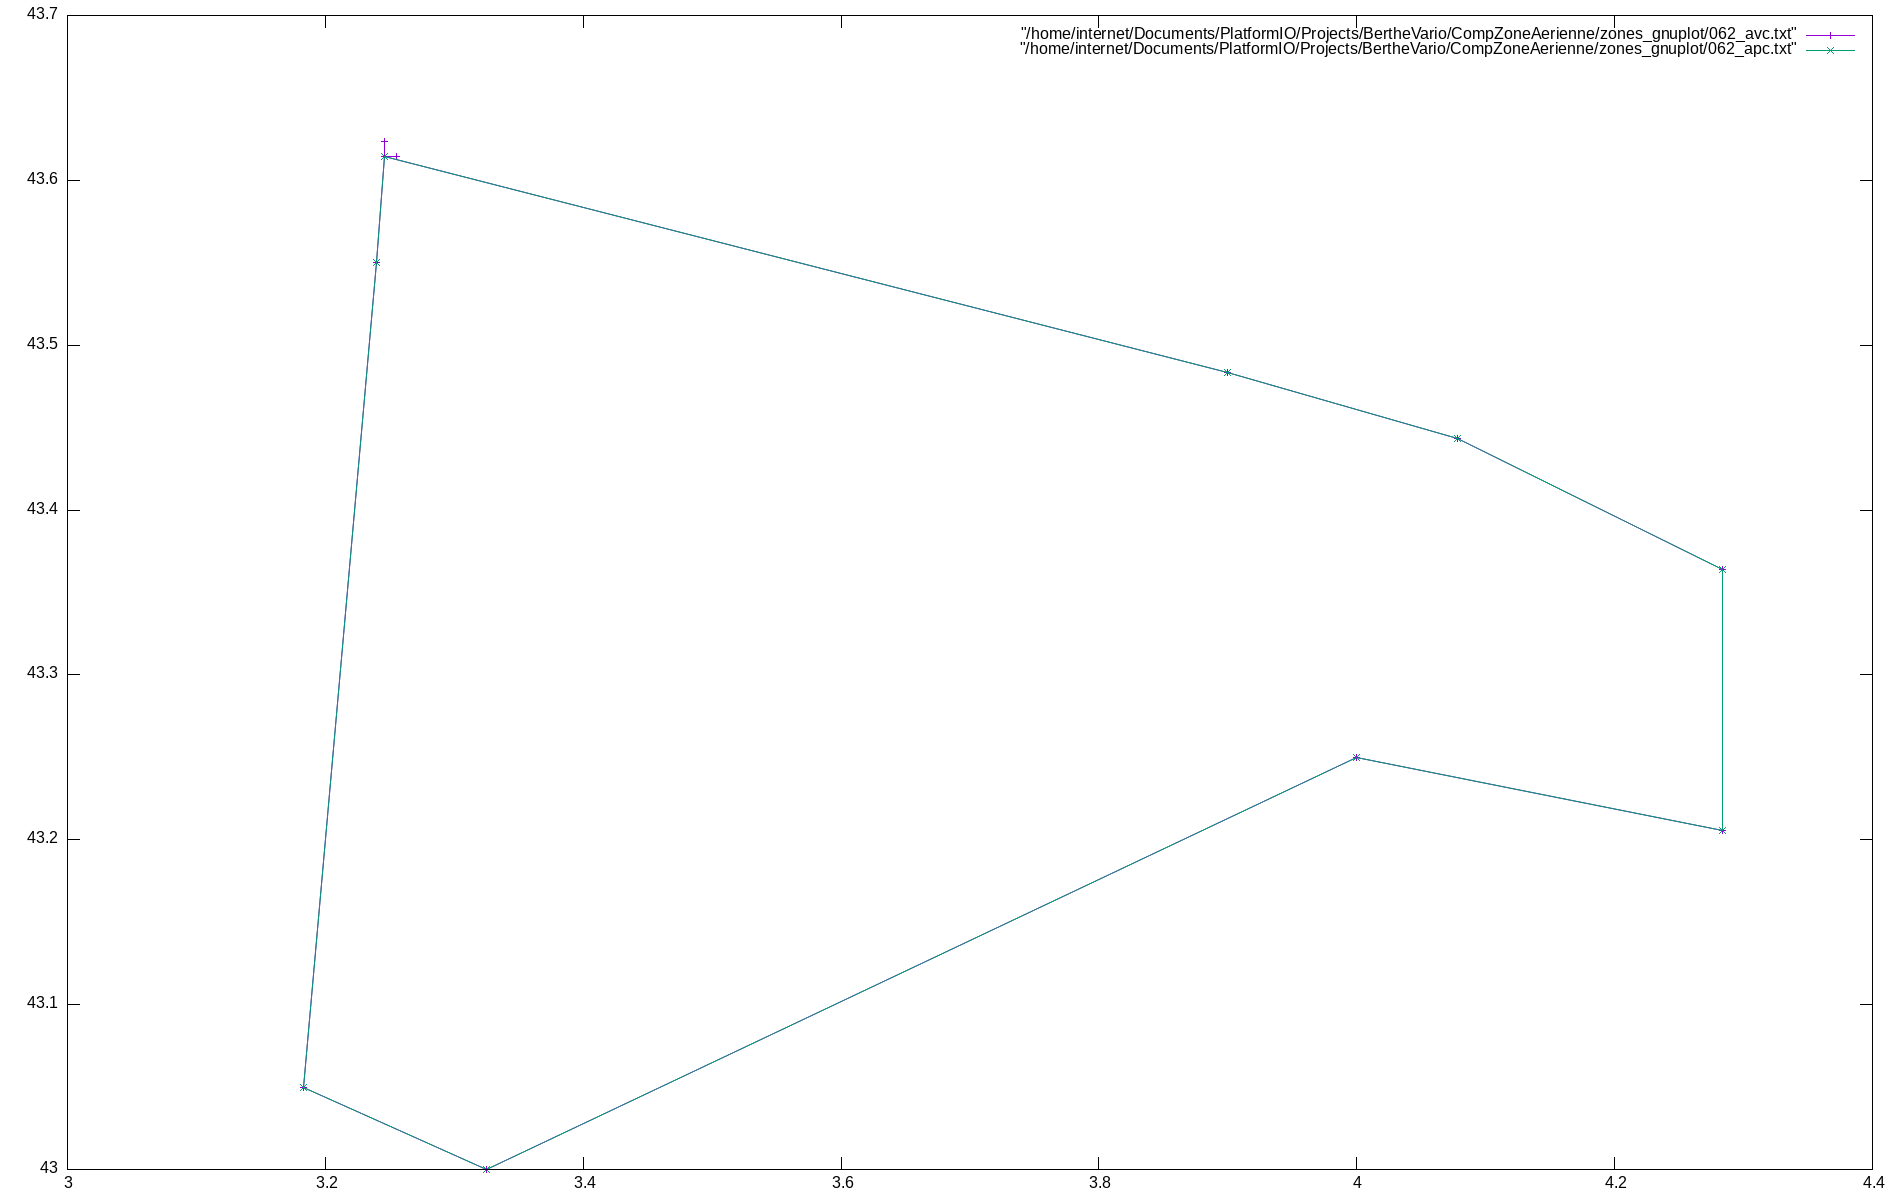 43.7
"/home/internet/Documents/PlatformIO/Projects/BertheVario/CompZoneAerienne/zones_gnuplot/062_avc.txt"
"/home/internet/Documents/PlatformIO/Projects/BertheVario/CompZoneAerienne/zones_gnuplot/062_apc.txt"
43.6
43.5
43.4
43.3
43.2
43.1
43
3 3.2 3.4 3.6 3.8 4 4.2 4.4